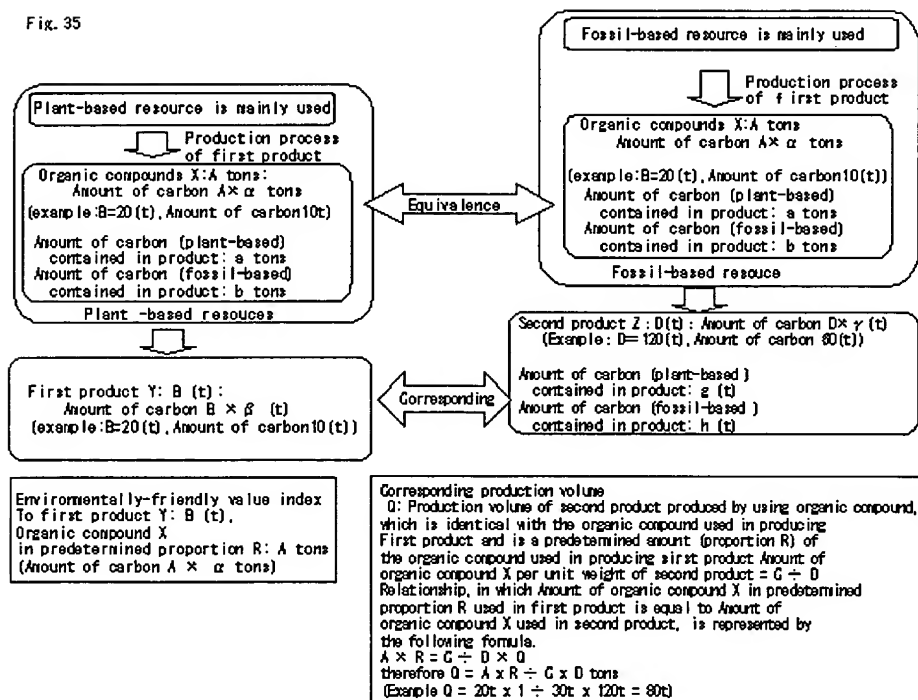 Fig. 35
Plant-based resource is mainly used
Production process
of first product
Organic compounds X:A tons:
Amount of carbon A× α tons
(example:B=20(t), Amount of carbon10t)
Amount of carbon (plant-based)
contained in product: a tons
Amount of carbon (fossil-based)
contained in product: b tons
Plant -based resouces
First product Y: B (t):
Amount of carbon B × β (t)
(example:B=20(t), Amount of carbon10(t))
Equivalence
Corresponding
Fossil-based resource is mainly used
Production process
of first product
Organic compounds X:A tons
Amount of carbon A× α tons
(example:B=20(t), Amount of carbon10(t))
Amount of carbon (plant-based)
contained in product: a tons
Amount of carbon (fossil-based)
contained in product: b tons
Fossil-based resouce
Second product Z : D(t) : Amount of carbon D× γ (t)
(Example : D=120(t), Amount of carbon 60(t))
Amount of carbon (plant-based )
contained in product: g (t)
Amount of carbon (fossil-based )
contained in product: h (t)
Environmentally-friendly value index
To first product Y: B (t),
Organic compound X
in predetermined proportion R: A tons
(Amount of carbon A × α tons)
Corresponding production volume
Q: Production volume of second product produced by using organic compound,
which is identical with the organic compound used in producing
First product and is a predetermined amount (proportion R) of
the organic compound used in producing sirst product Amount of
organic compound X per unit weight of second product = G ÷ D
Relationship, in which Amount of organic compound X in predetermined
proportion R used in first product is equal to Amount of
organic compound X used in second product, is represented by
the following formula.
A × R = G ÷ D × Q
therefore Q = A x R ÷ G x D tons
(Example Q = 20t x 1 ÷ 30t x 120t = 80t)